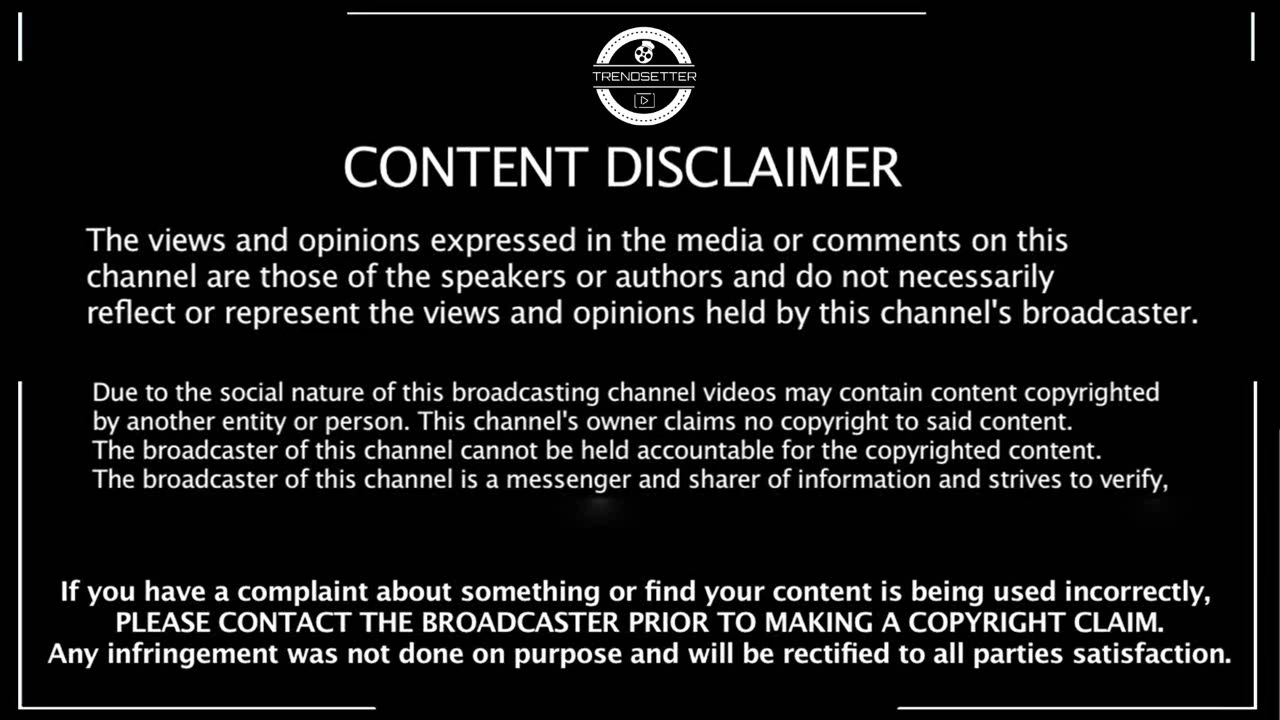 TRENDSETTER
CONTENT DISCLAIMER
The views and opinions expressed in the media or comments on this
channel are those of the speakers or authors and do not necessarily
reflect or represent the views and opinions held by this channel's broadcaster.
Due to the social nature of this broadcasting channel videos may contain content copyrighted
by another entity or person. This channel's owner claims no copyright to said content.
The broadcaster of this channel cannot be held accountable for the copyrighted content.
The broadcaster of this channel is a messenger and sharer of information and strives to verify,
If you have a complaint about something or find your content is being used incorrectly,
PLEASE CONTACT THE BROADCASTER PRIOR TO MAKING A COPYRIGHT CLAIM.
Any infringement was not done on purpose and will be rectified to all parties satisfaction.